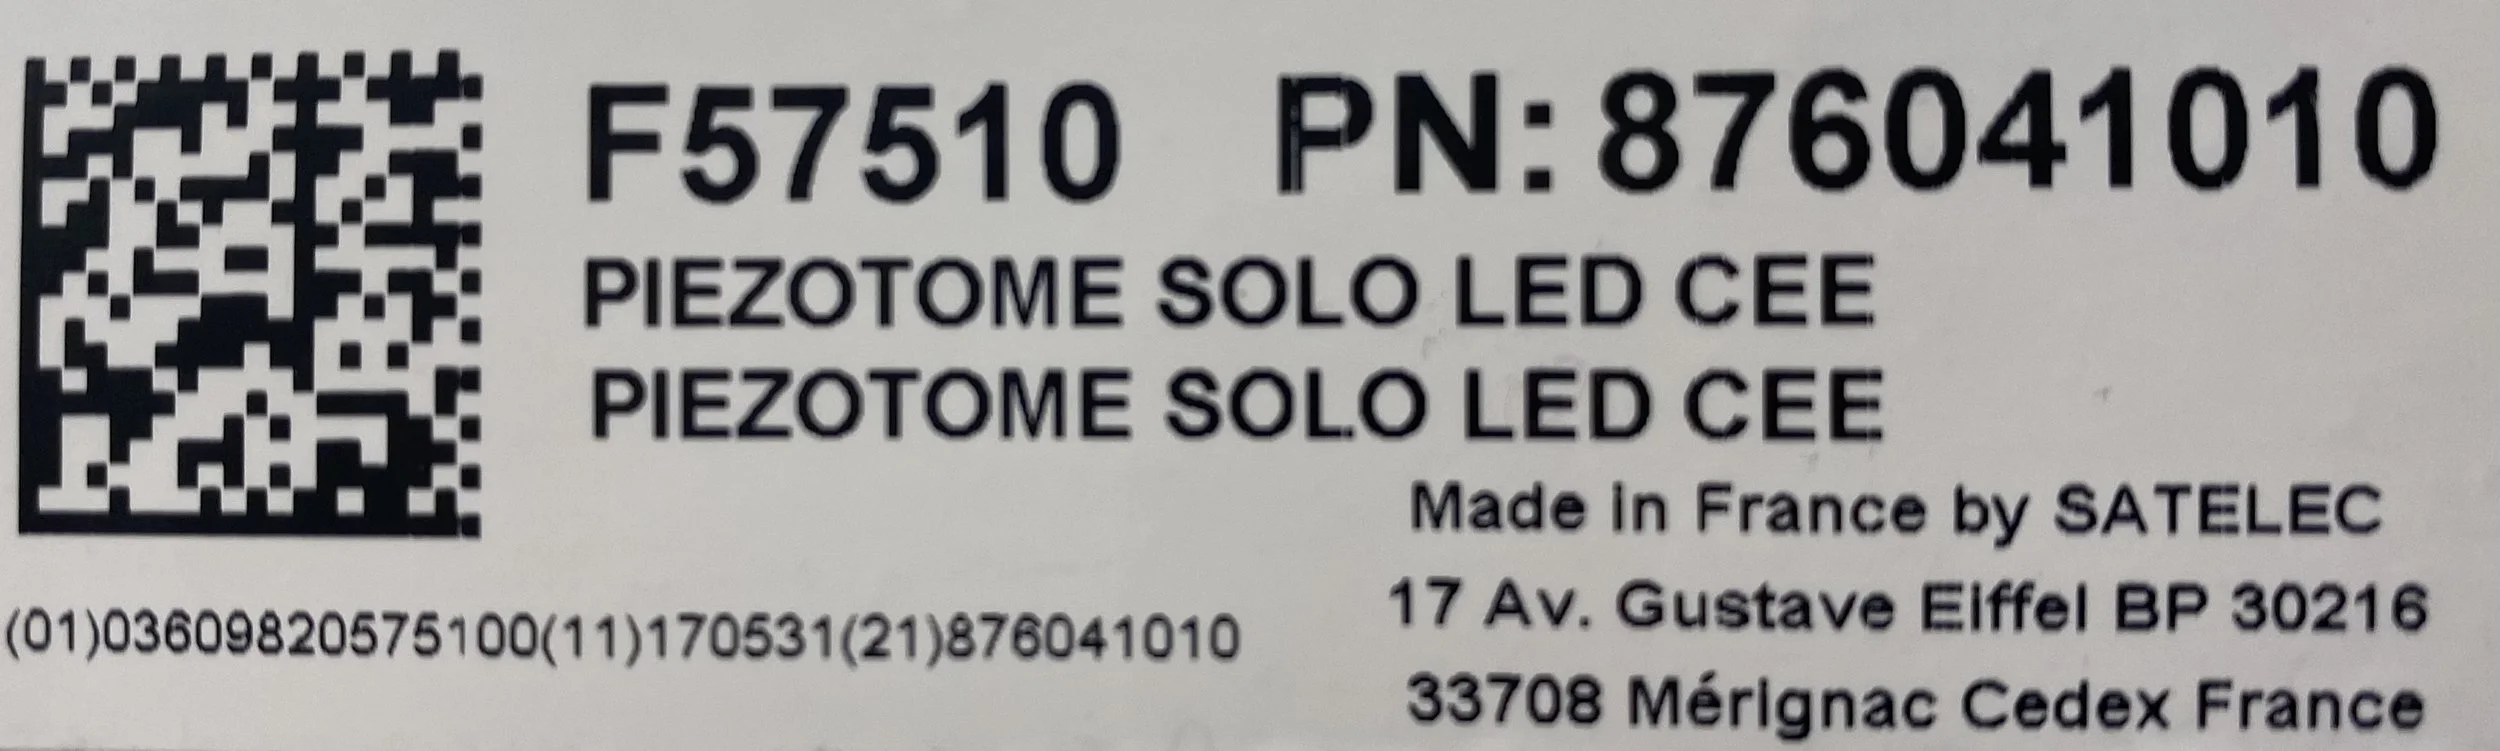 F57510 PN: 876041010
PIEZOTOME SOLO LED CEE
PIEZOTOME SOLO LED CEE
Made in France by SATELEC
17 Av. Gustave Eiffel BP 30216
33708 Mérignac Cedex France
(01)03609820575100(11)170531(21)876041010